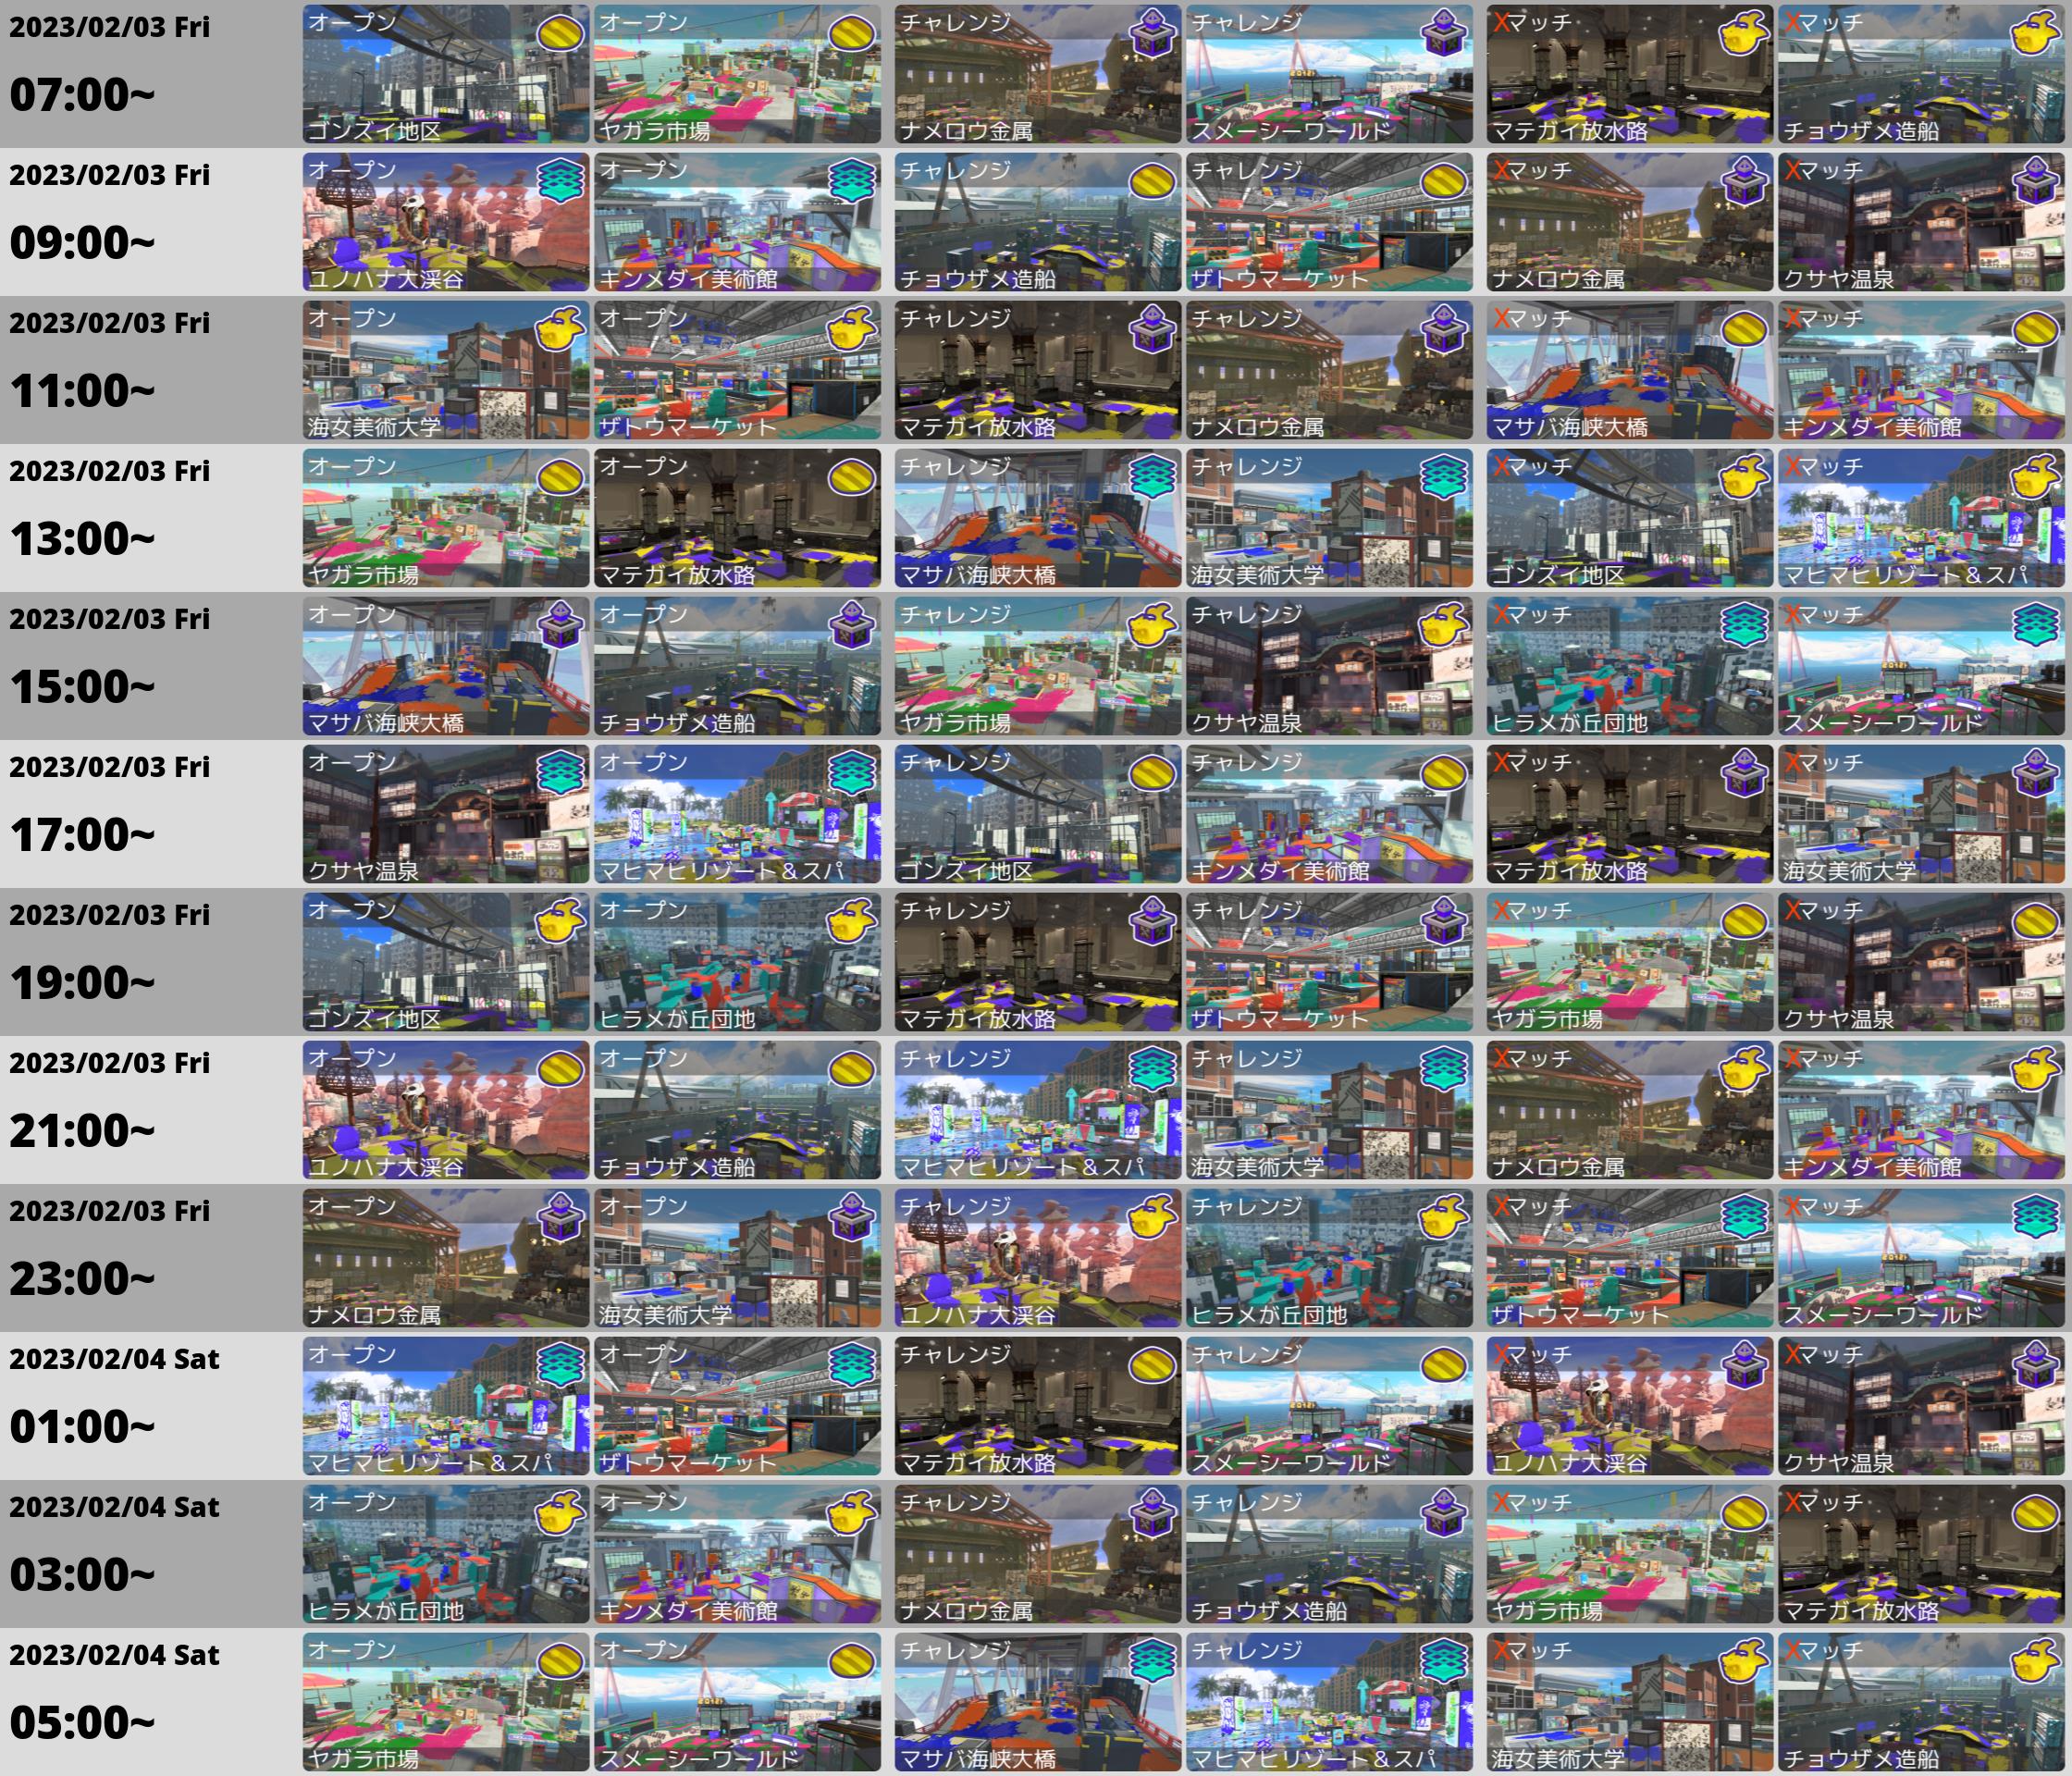 2023/02/03 Fri
07:00~
オープン オープン チャレンジ チャレンジ Xマッチ Xマッチ
ゴンズイ地区 ヤガラ市場 ナメロウ金属 スメーシーワールド マテガイ放水路 チョウザメ造船
2023/02/03 Fri
09:00~
オープン オープン チャレンジ チャレンジ Xマッチ Xマッチ
ユノハナ大渓谷 キンメダイ美術館 チョウザメ造船 ザトウマーケット ナメロウ金属 クサヤ温泉
2023/02/03 Fri
11:00~
オープン オープン チャレンジ チャレンジ Xマッチ Xマッチ
海女美術大学 ザトウマーケット マテガイ放水路 ナメロウ金属 マサバ海峡大橋 キンメダイ美術館
2023/02/03 Fri
13:00~
オープン オープン チャレンジ チャレンジ Xマッチ Xマッチ
ヤガラ市場 マテガイ放水路 マサバ海峡大橋 海女美術大学 ゴンズイ地区 マヒマヒリゾート＆スパ
2023/02/03 Fri
15:00~
オープン オープン チャレンジ チャレンジ Xマッチ Xマッチ
マサバ海峡大橋 チョウザメ造船 ヤガラ市場 クサヤ温泉 ヒラメが丘団地 スメーシーワールド
2023/02/03 Fri
17:00~
オープン オープン チャレンジ チャレンジ Xマッチ Xマッチ
クサヤ温泉 マヒマヒリゾート＆スパ ゴンズイ地区 キンメダイ美術館 マテガイ放水路 海女美術大学
2023/02/03 Fri
19:00~
オープン オープン チャレンジ チャレンジ Xマッチ Xマッチ
ゴンズイ地区 ヒラメが丘団地 マテガイ放水路 ザトウマーケット ヤガラ市場 クサヤ温泉
2023/02/03 Fri
21:00~
オープン オープン チャレンジ チャレンジ Xマッチ Xマッチ
ユノハナ大渓谷 チョウザメ造船 マヒマヒリゾート＆スパ 海女美術大学 ナメロウ金属 キンメダイ美術館
2023/02/03 Fri
23:00~
オープン オープン チャレンジ チャレンジ Xマッチ Xマッチ
ナメロウ金属 海女美術大学 ユノハナ大渓谷 ヒラメが丘団地 ザトウマーケット スメーシーワールド
2023/02/04 Sat
01:00~
オープン オープン チャレンジ チャレンジ Xマッチ Xマッチ
マヒマヒリゾート＆スパ ザトウマーケット マテガイ放水路 スメーシーワールド ユノハナ大渓谷 クサヤ温泉
2023/02/04 Sat
03:00~
オープン オープン チャレンジ チャレンジ Xマッチ Xマッチ
ヒラメが丘団地 キンメダイ美術館 ナメロウ金属 チョウザメ造船 ヤガラ市場 マテガイ放水路
2023/02/04 Sat
05:00~
オープン オープン チャレンジ チャレンジ Xマッチ Xマッチ
ヤガラ市場 スメーシーワールド マサバ海峡大橋 マヒマヒリゾート＆スパ 海女美術大学 チョウザメ造船